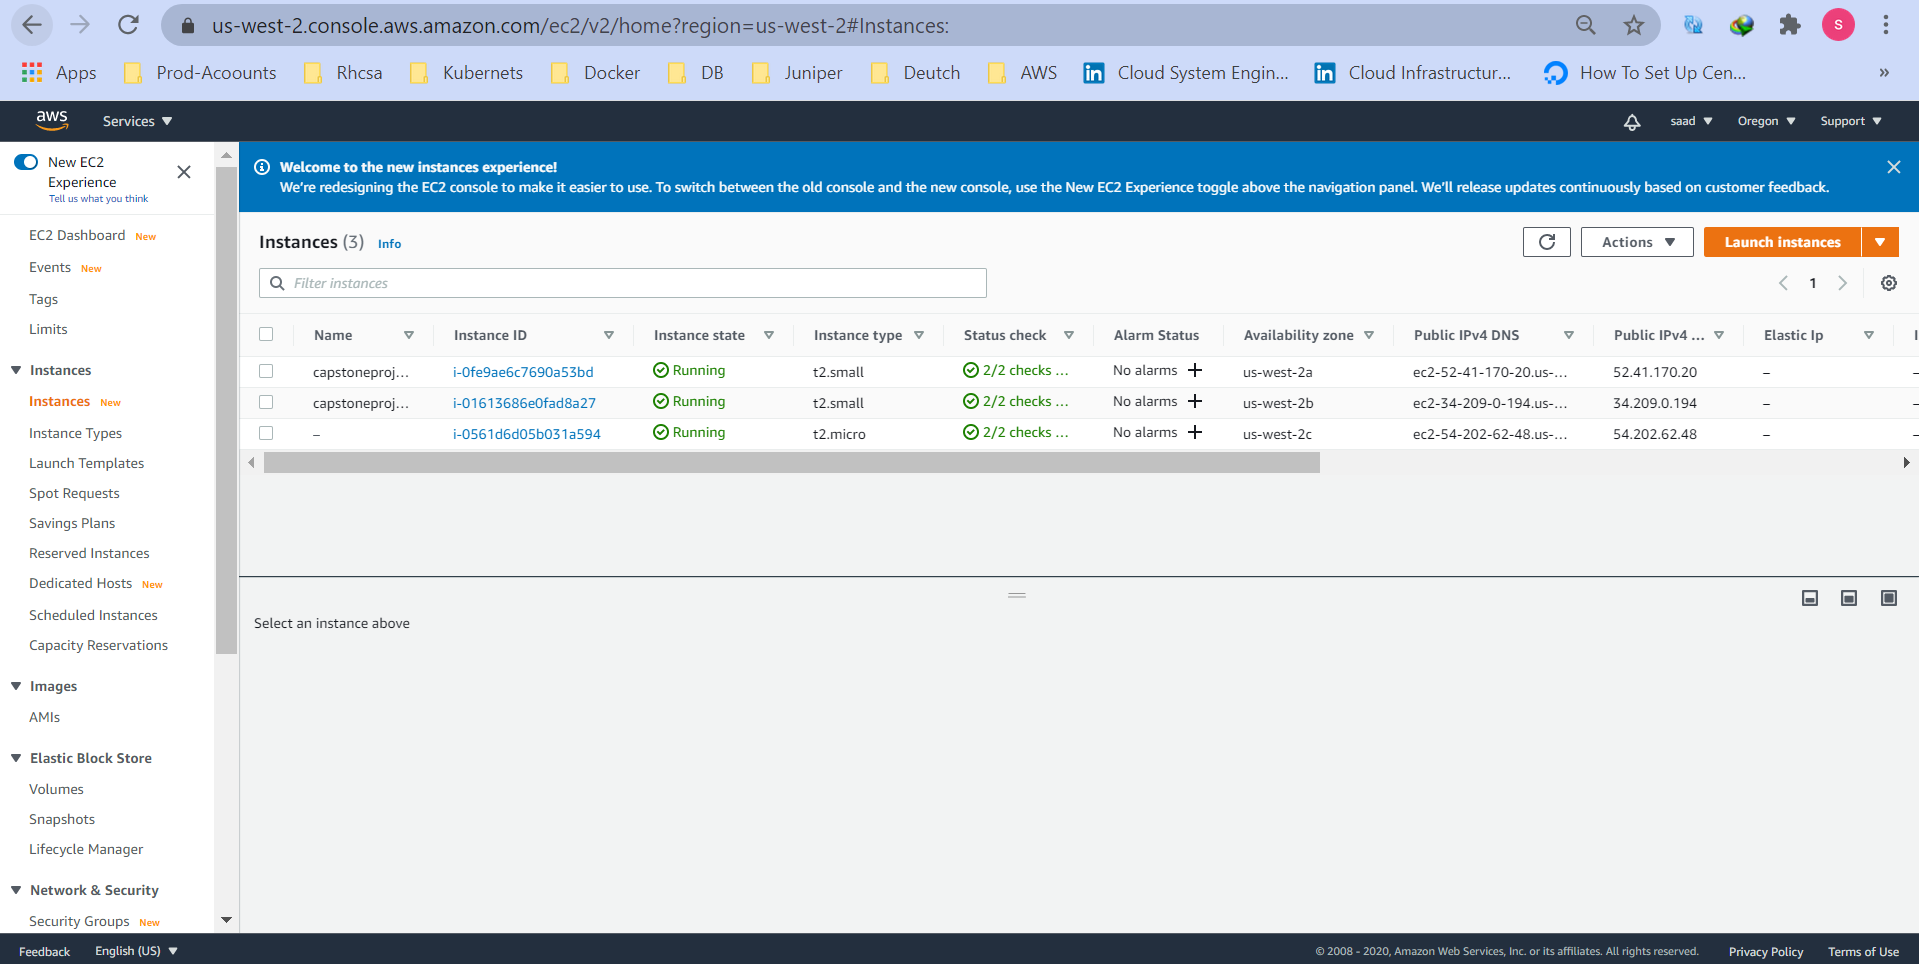 us-west-2.console.aws.amazon.com/ec2/v2/home?region=us-west-2#Instances:
S
Apps Prod-Acoounts Rhcsa Kubernets Docker DB Juniper Deutch AWS Cloud System Engin... Cloud Infrastructur... How To Set Up Cen... »
aws Services saad Oregon Support
New EC2
Experience
Tell us what you think
EC2 Dashboard New
Events New
Tags
Limits
Instances
Instances New
Instance Types
Launch Templates
Spot Requests
Savings Plans
Reserved Instances
Dedicated Hosts New
Scheduled Instances
Capacity Reservations
Images
AMIs
Elastic Block Store
Volumes
Snapshots
Lifecycle Manager
Network & Security
Security Groups New
Welcome to the new instances experience!
We're redesigning the EC2 console to make it easier to use. To switch between the old console and the new console, use the New EC2 Experience toggle above the navigation panel. We'll release updates continuously based on customer feedback.
Instances (3) Info
Actions Launch instances
Filter instances
1
Name Instance ID Instance state Instance type Status check Alarm Status Availability zone Public IPv4 DNS Public IPv4 ... Elastic Ip
capstoneproj... i-0fe9ae6c7690a53bd Running t2.small 2/2 checks ... No alarms + us-west-2a ec2-52-41-170-20.us-... 52.41.170.20 – –
capstoneproj... i-01613686e0fad8a27 Running t2.small 2/2 checks ... No alarms + us-west-2b ec2-34-209-0-194.us-... 34.209.0.194 – –
– i-0561d6d05b031a594 Running t2.micro 2/2 checks ... No alarms + us-west-2c ec2-54-202-62-48.us-... 54.202.62.48 – –
Select an instance above
Feedback English (US) © 2008 - 2020, Amazon Web Services, Inc. or its affiliates. All rights reserved. Privacy Policy Terms of Use